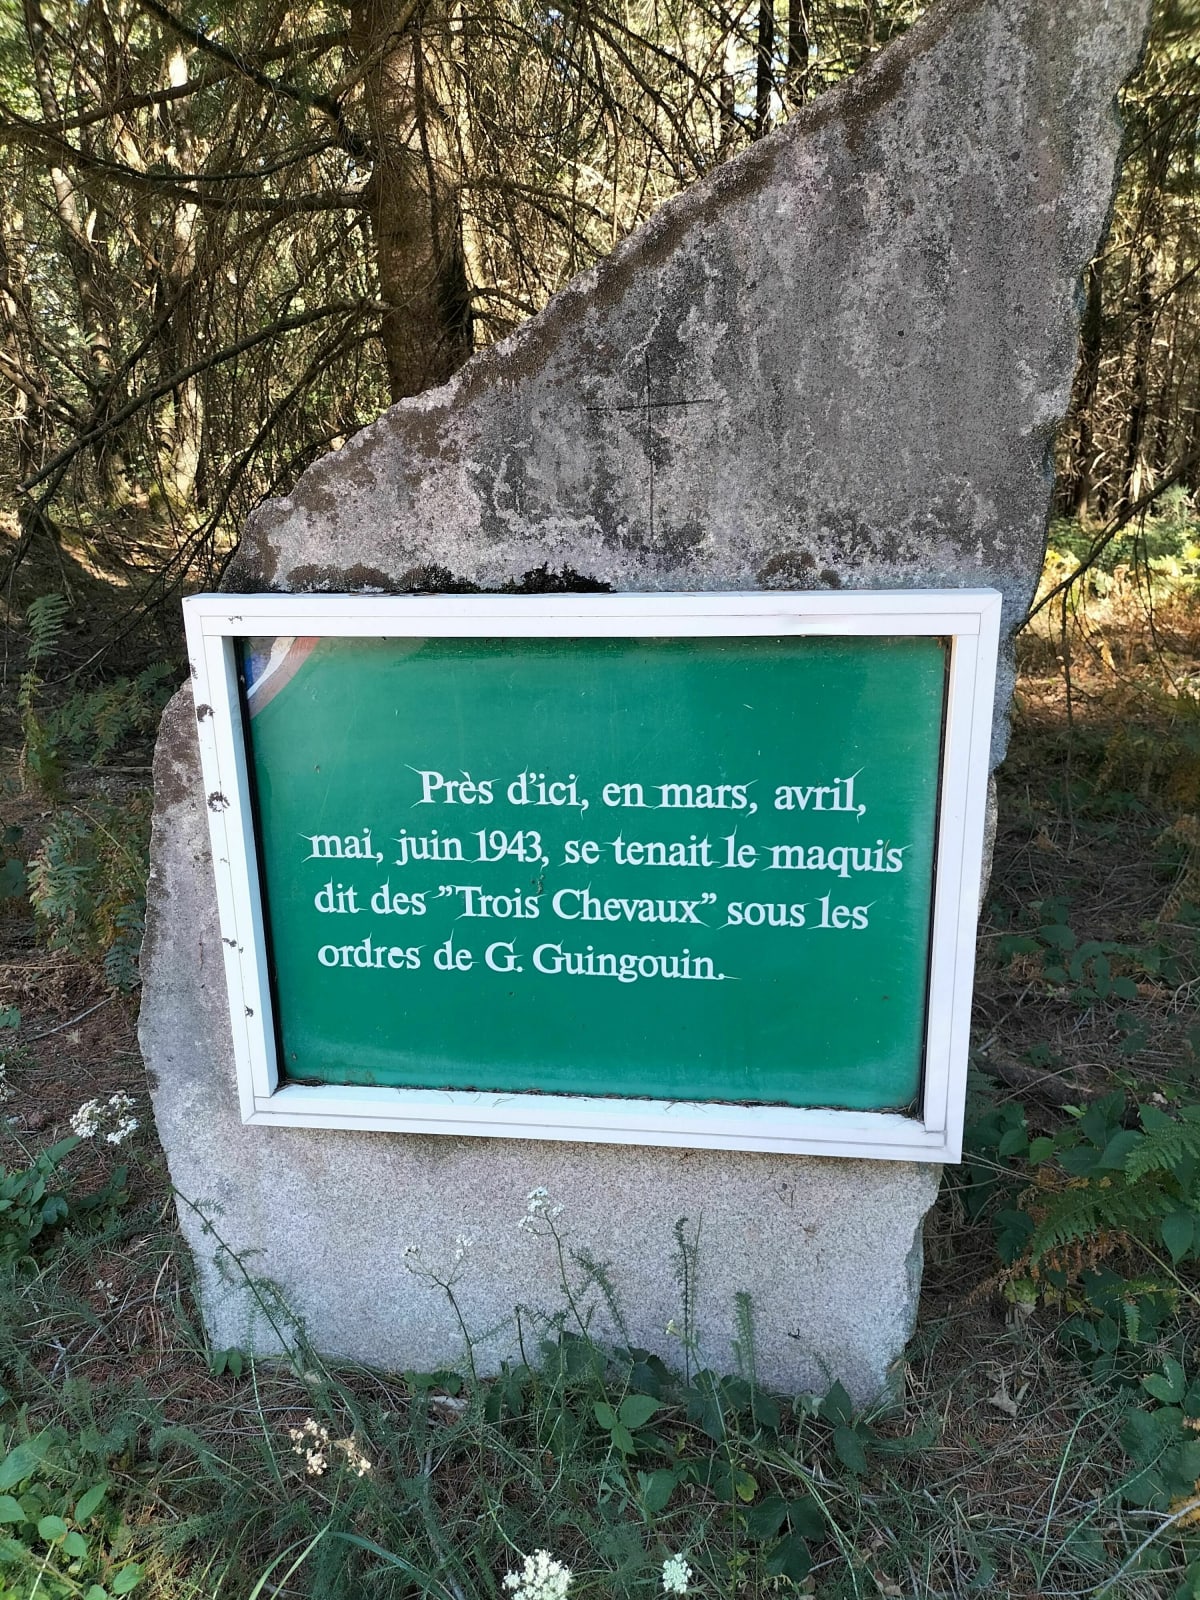 Près d'ici, en mars, avril,
mai, juin 1943, se tenait le maquis
dit des "Trois Chevaux" sous les
ordres de G. Guingouin.